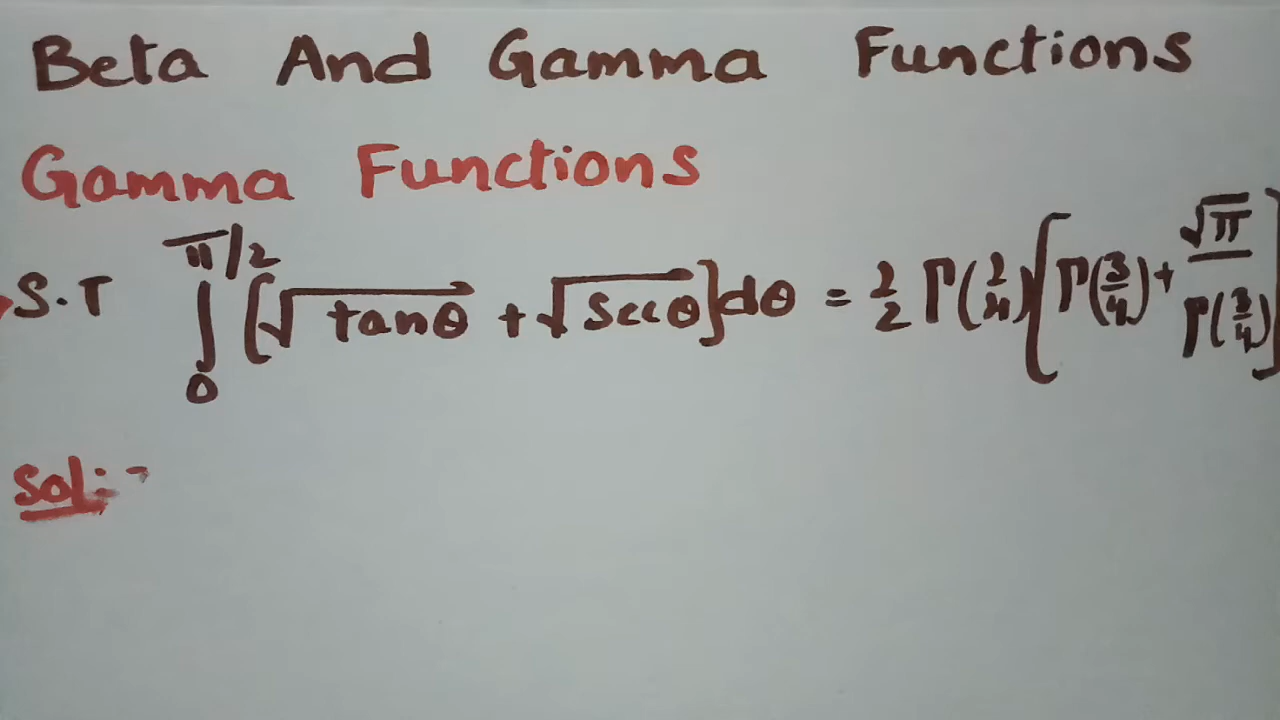 Beta And Gamma Functions
Gamma Functions
S.T ∫₀^{π/2} [√tanθ + √secθ] dθ = 1/2 Γ(1/4) [Γ(3/4) + √π / Γ(3/4)]
Sol:-